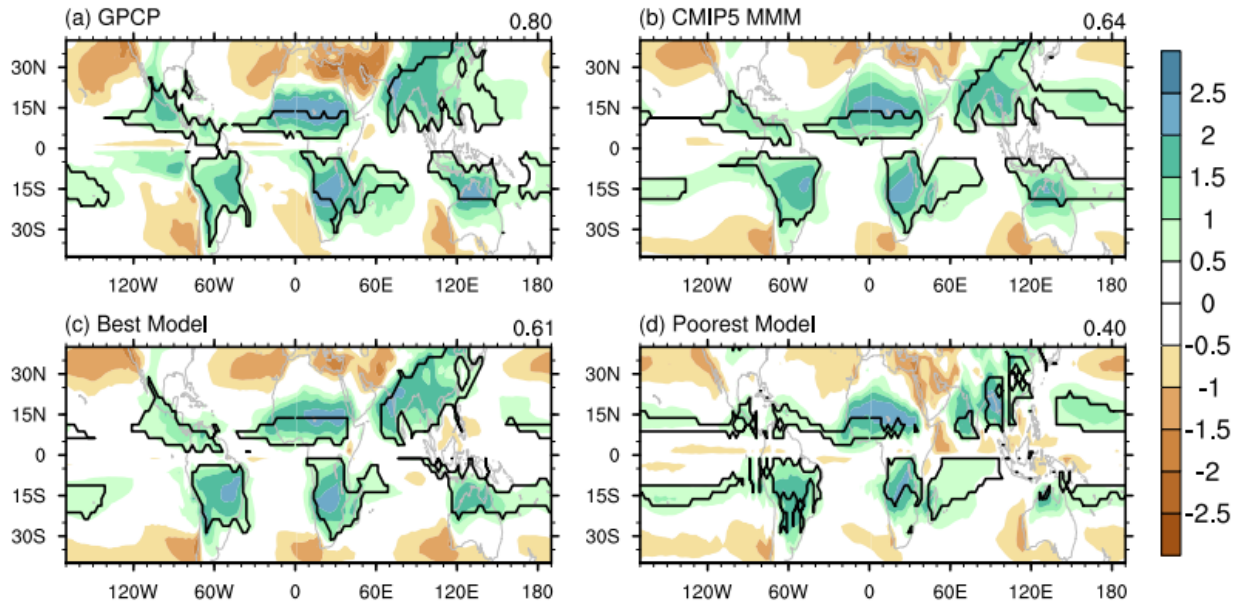 (a) GPCP 0.80
(b) CMIP5 MMM 0.64
30N 30N
15N 15N
0 0
15S 15S
30S 30S
120W 60W 0 60E 120E 180 120W 60W 0 60E 120E 180
(c) Best Model 0.61
(d) Poorest Model 0.40
30N 30N
15N 15N
0 0
15S 15S
30S 30S
120W 60W 0 60E 120E 180 120W 60W 0 60E 120E 180
2.5
2
1.5
1
0.5
0
-0.5
-1
-1.5
-2
-2.5